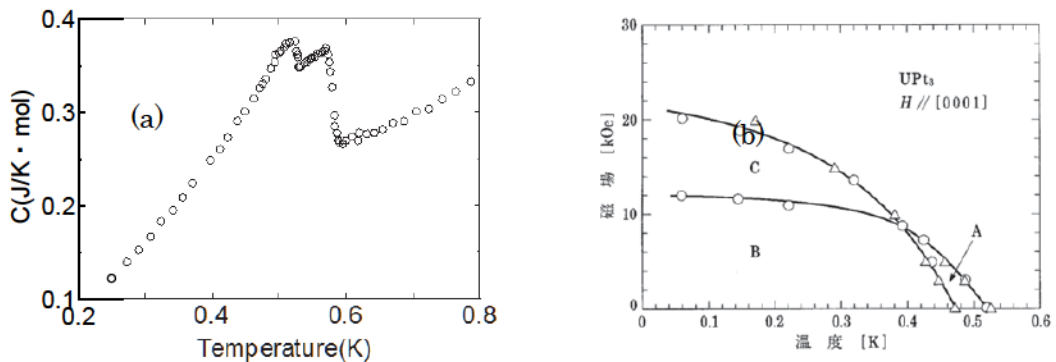 0.4
0.3
0.2
0.1
C(J/K・mol)
(a)
0.2 0.4 0.6 0.8
Temperature(K)
30
20
10
0
磁場 [kOe]
UPt₃
H // [0001]
(b)
C
A
B
0 0.1 0.2 0.3 0.4 0.5 0.6
温度 [K]